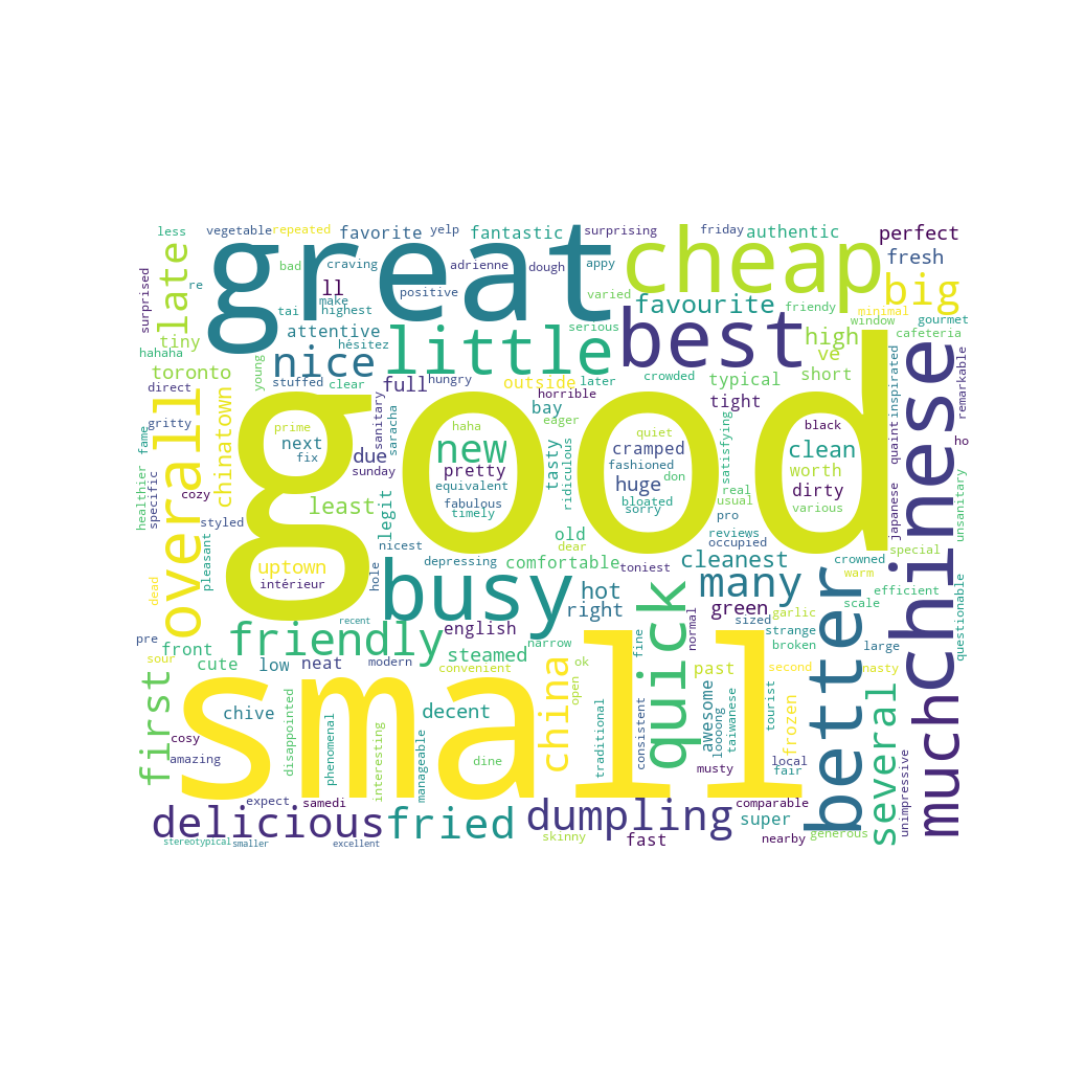 less
vegetable
repeated
favorite
yelp
fantastic
surprising
friday
authentic
perfect
great
cheap
late
bad
craving
adrienne
dough
appy
fresh
surprised
re
ll
positive
varied
favourite
friendy
big
minimal
make
highest
tai
best
window
gourmet
tiny
attentive
serious
high
cafeteria
hahaha
hésitez
nice
little
ve
toronto
young
stuffed
clear
full
hungry
outside
later
crowded
typical
short
direct
horrible
tight
quaint
inspirated
chinese
remarkable
overall
chinatown
good
gritty
fame
prime
next
fix
due
sanitary
sunday
saracha
haha
new
bay
eager
tasty
ridiculous
quiet
cramped
black
clean
ho
pretty
fashioned
satisfying
healthier
specific
cozy
equivalent
huge
don
real
worth
dirty
japanese
unsanitary
least
legit
fabulous
timely
bloated
sorry
usual
various
styled
pro
old
reviews
pleasant
nicest
dear
occupied
special
uptown
hole
depressing
comfortable
toniest
cleanest
crowned
dead
intérieur
busy
hot
many
warm
efficient
right
green
garlic
scale
questionable
recent
quick
sized
better
pre
friendly
english
narrow
fine
normal
strange
front
steamed
broken
large
sour
cute
low
neat
modern
convenient
ok
past
second
nasty
first
small
china
open
traditional
consistent
awesome
loooong
taiwanese
tourist
frozen
several
much
chive
disappointed
phenomenal
interesting
manageable
decent
cosy
amazing
dine
musty
local
fair
unimpressive
expect
samedi
comparable
delicious
fried
dumpling
super
skinny
fast
nearby
generous
stereotypical
smaller
excellent